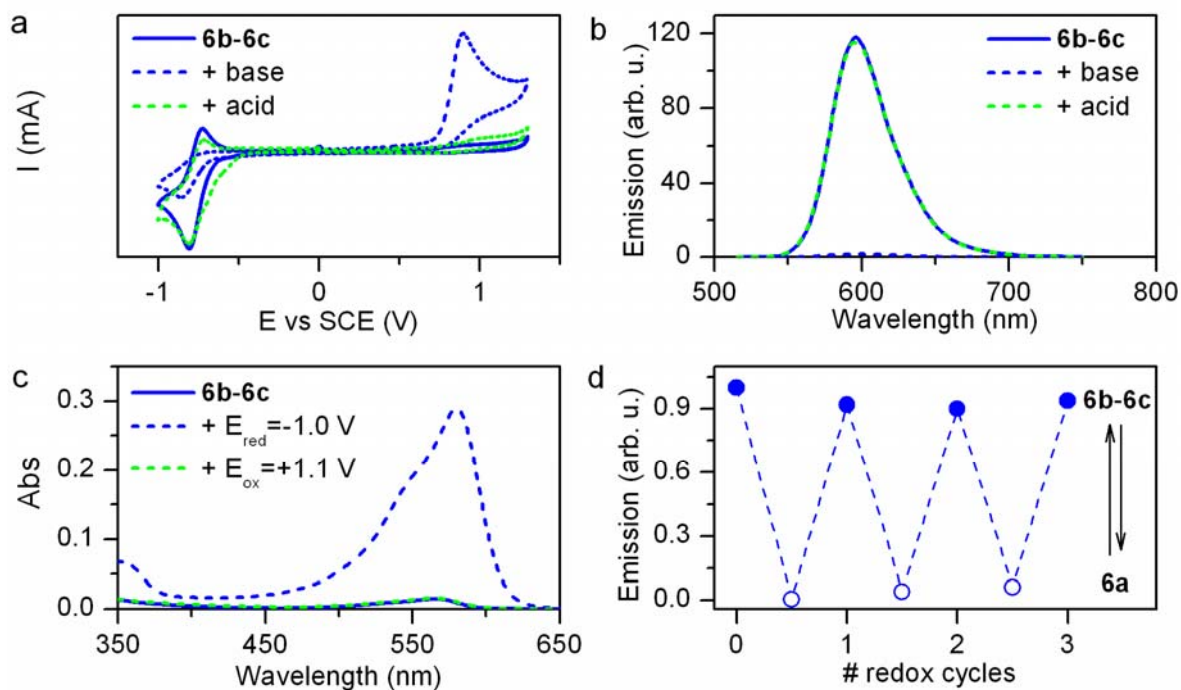 a
6b-6c
+ base
+ acid
I (mA)
-1 0 1
E vs SCE (V)
b
6b-6c
+ base
+ acid
Emission (arb. u.)
120
80
40
0
500 600 700 800
Wavelength (nm)
c
6b-6c
+ Ered=-1.0 V
+ Eox=+1.1 V
Abs
0.3
0.2
0.1
0.0
350 450 550 650
Wavelength (nm)
d
6b-6c
6a
Emission (arb. u.)
0.9
0.6
0.3
0.0
0 1 2 3
# redox cycles